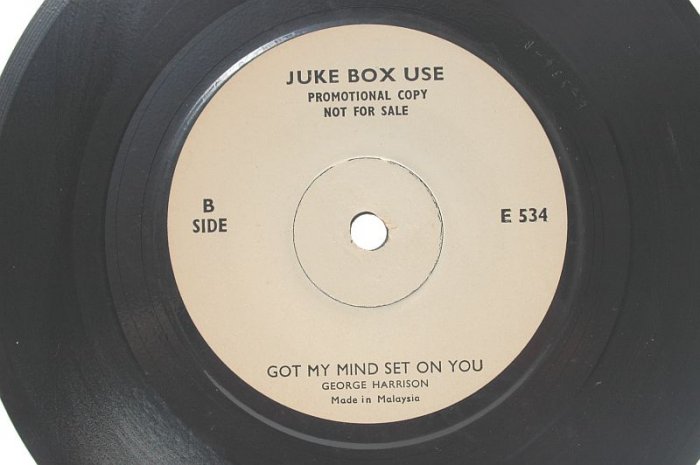 JUKE BOX USE
PROMOTIONAL COPY
NOT FOR SALE
B
SIDE
E 534
GOT MY MIND SET ON YOU
GEORGE HARRISON
Made in Malaysia